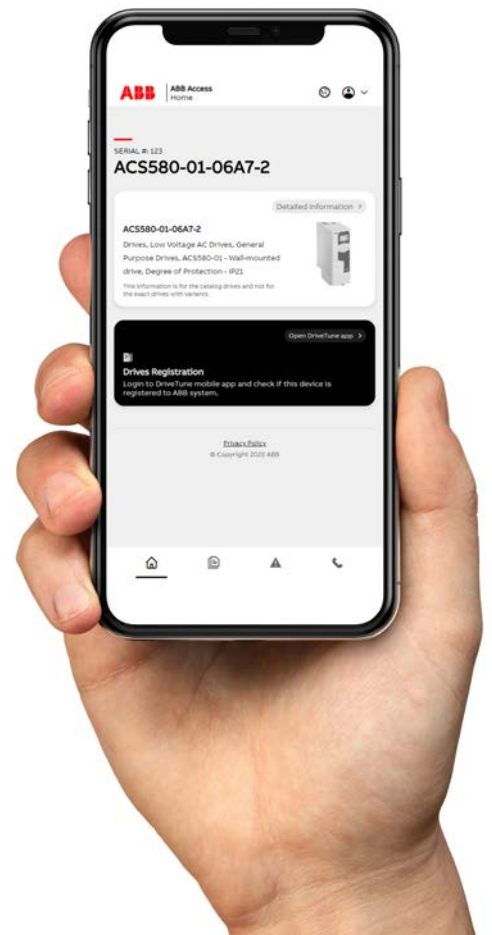 ABB
ABB Access
Home
SERIAL #: 123
ACS580-01-06A7-2
Detailed information >
ACS580-01-06A7-2
Drives, Low Voltage AC Drives, General
Purpose Drives, ACS580-01 - Wall-mounted
drive, Degree of Protection - IP21
This information is for the catalog drives and not for
the exact drives with variants.
Open DriveTune app >
Drives Registration
Login to DriveTune mobile app and check if this device is
registered to ABB system.
Privacy Policy
© Copyright 2022 ABB